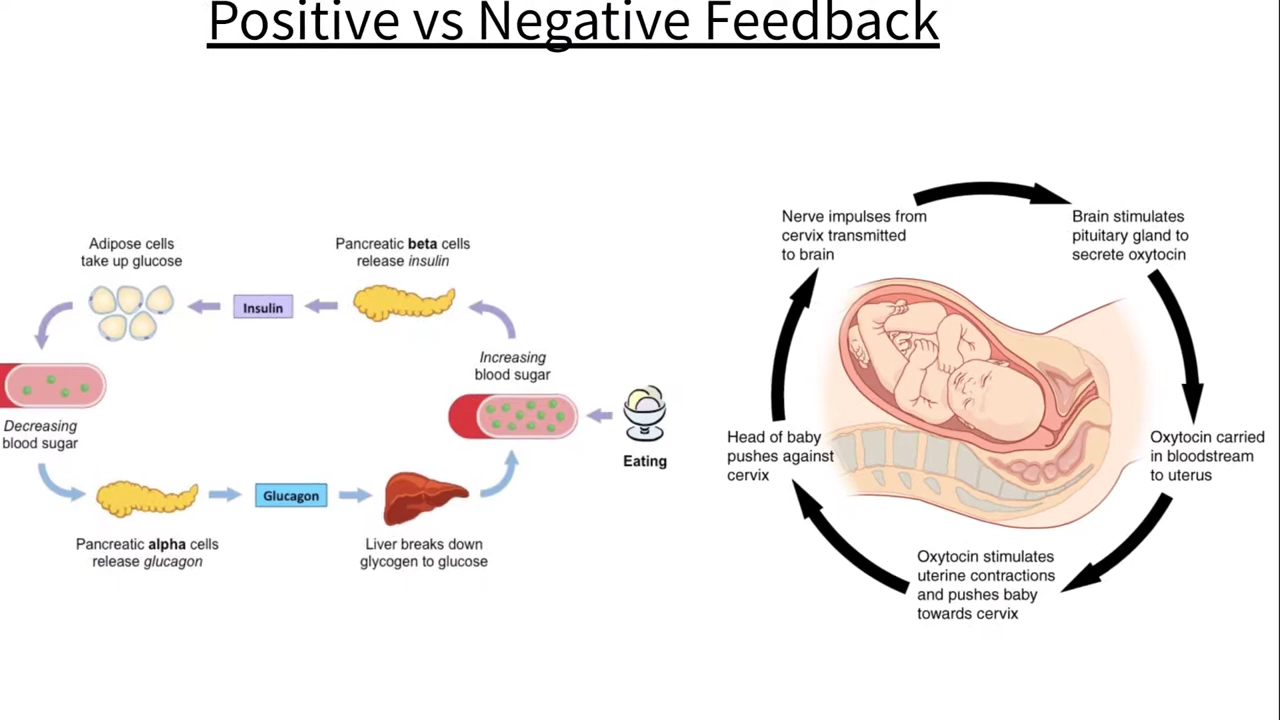 Positive vs Negative Feedback
Adipose cells
take up glucose
Pancreatic beta cells
release insulin
Insulin
Increasing
blood sugar
Decreasing
blood sugar
Eating
Glucagon
Pancreatic alpha cells
release glucagon
Liver breaks down
glycogen to glucose
Nerve impulses from
cervix transmitted
to brain
Brain stimulates
pituitary gland to
secrete oxytocin
Head of baby
pushes against
cervix
Oxytocin carried
in bloodstream
to uterus
Oxytocin stimulates
uterine contractions
and pushes baby
towards cervix